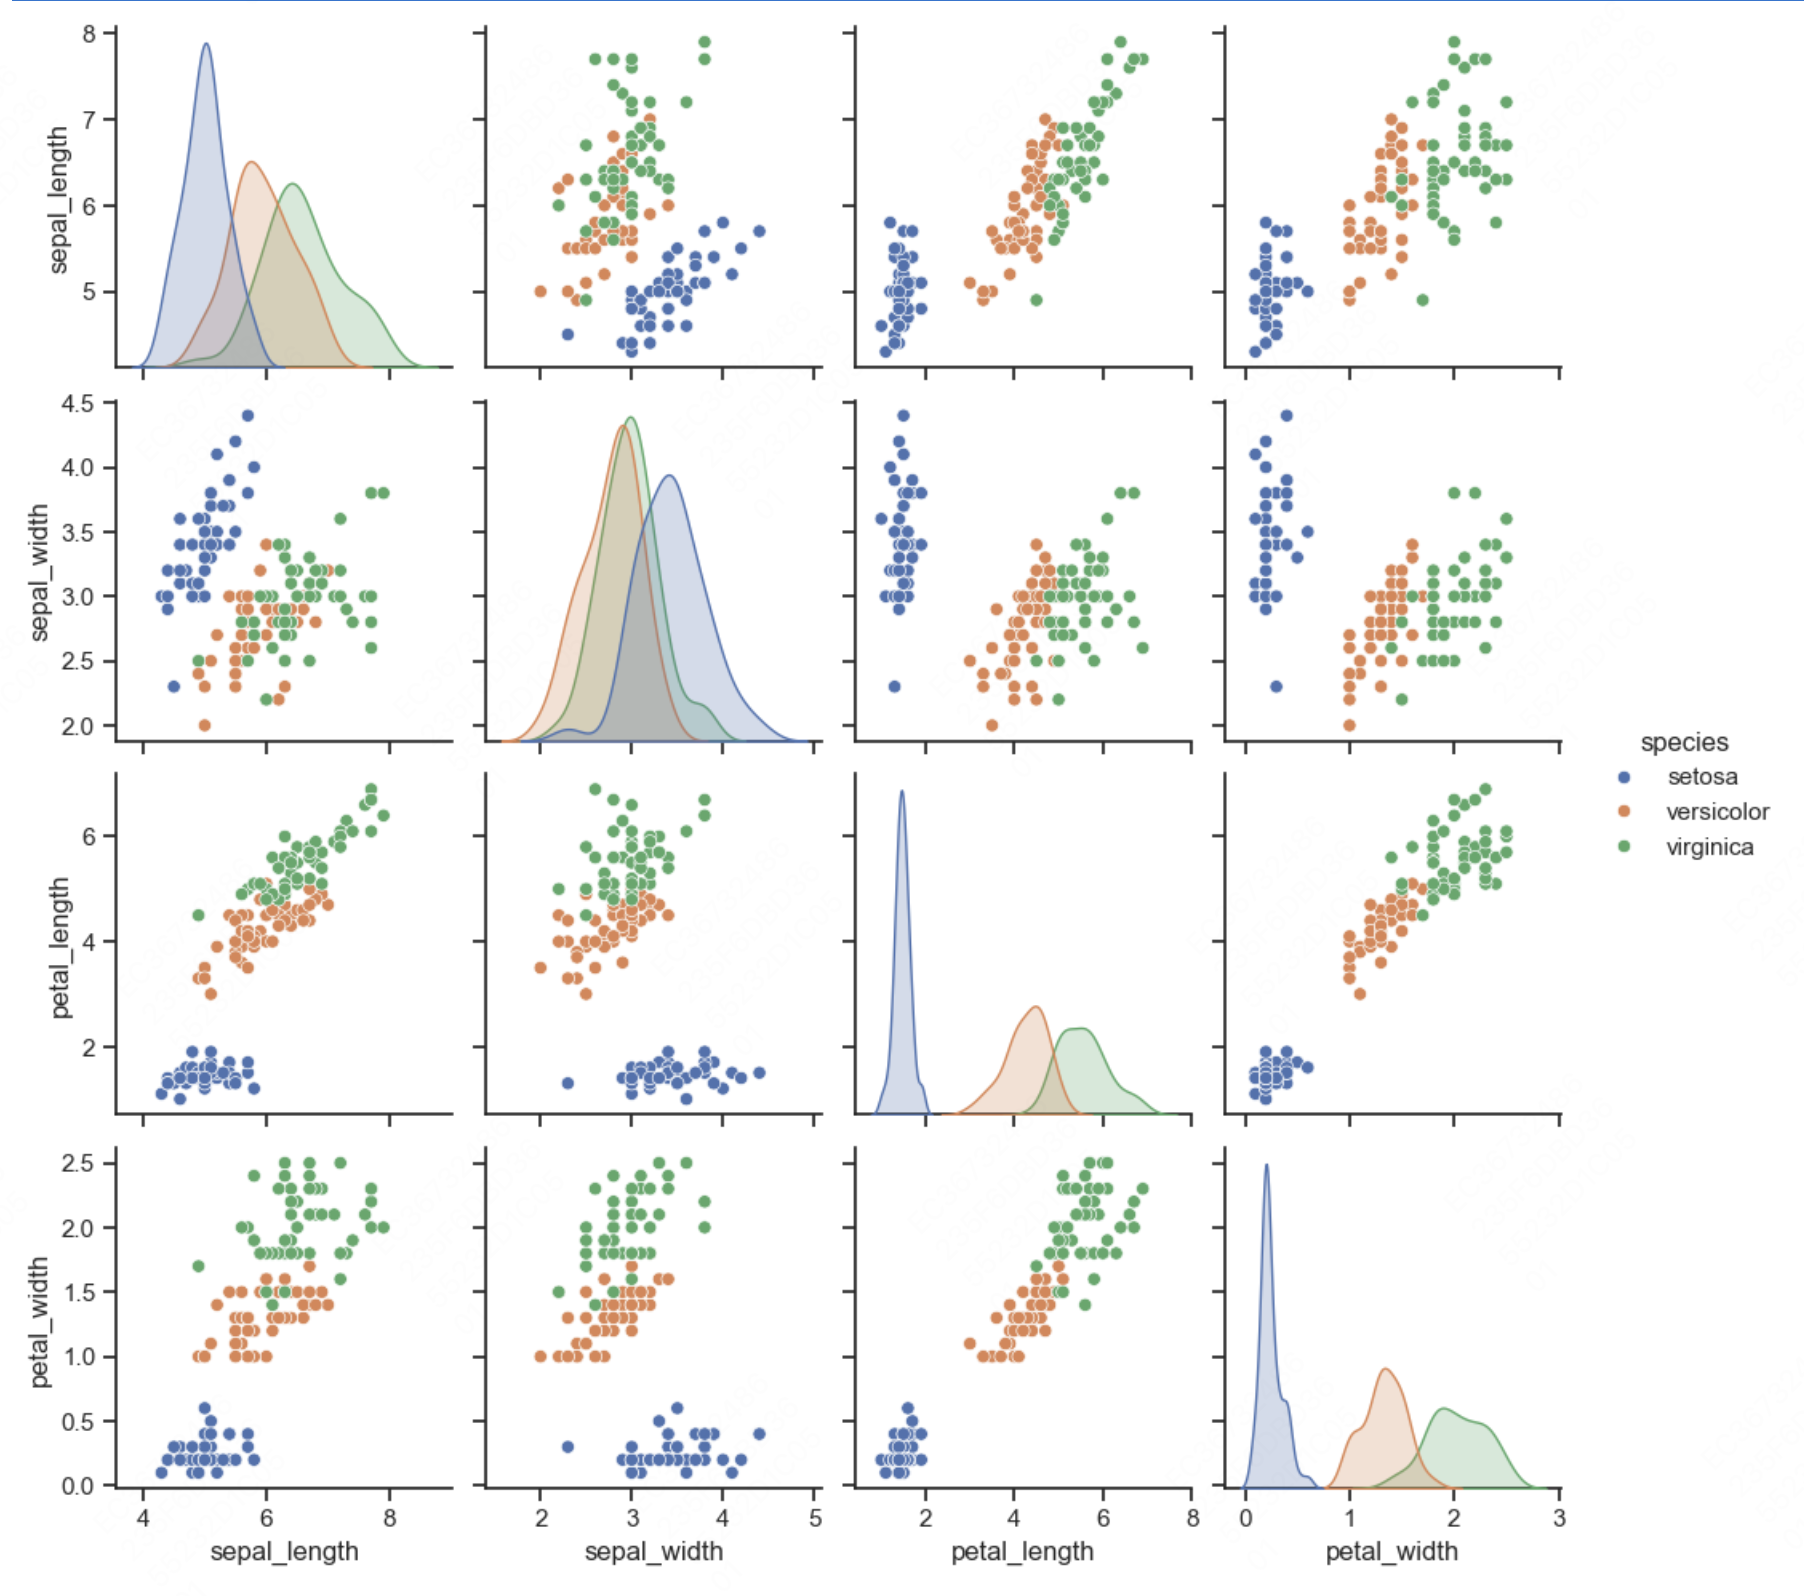 8
7
6
5
sepal_length
4.5
4.0
3.5
3.0
2.5
2.0
sepal_width
6
4
2
petal_length
2.5
2.0
1.5
1.0
0.5
0.0
petal_width
4 6 8
sepal_length
2 3 4 5
sepal_width
2 4 6 8
petal_length
0 1 2 3
petal_width
species
setosa
versicolor
virginica